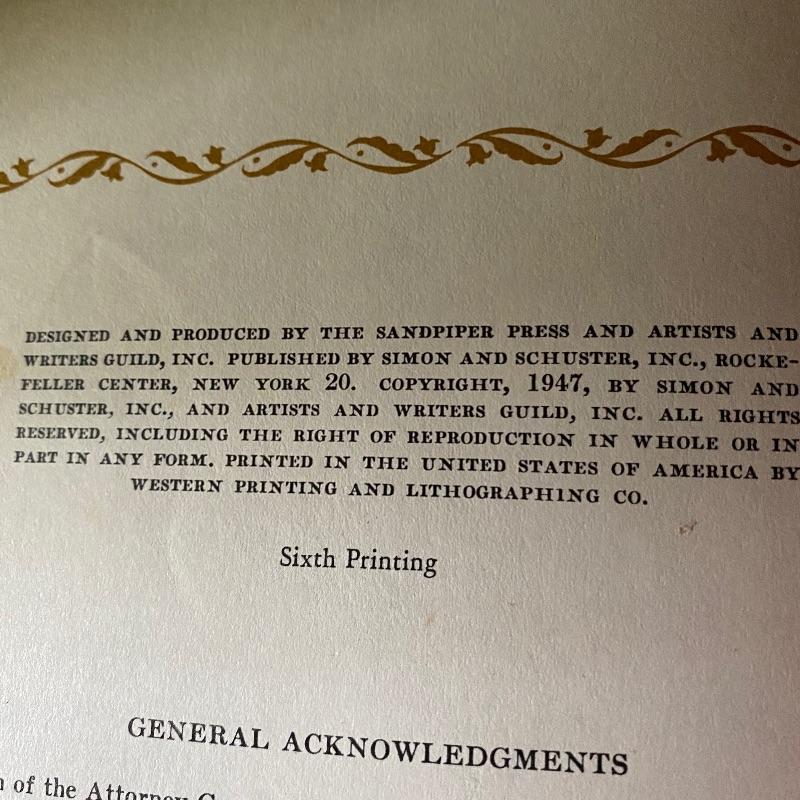 DESIGNED AND PRODUCED BY THE SANDPIPER PRESS AND ARTISTS AND
WRITERS GUILD, INC. PUBLISHED BY SIMON AND SCHUSTER, INC., ROCKE-
FELLER CENTER, NEW YORK 20. COPYRIGHT, 1947, BY SIMON AND
SCHUSTER, INC., AND ARTISTS AND WRITERS GUILD, INC. ALL RIGHTS
RESERVED, INCLUDING THE RIGHT OF REPRODUCTION IN WHOLE OR IN
PART IN ANY FORM. PRINTED IN THE UNITED STATES OF AMERICA BY
WESTERN PRINTING AND LITHOGRAPHING CO.
Sixth Printing
GENERAL ACKNOWLEDGMENTS
of the Attorney